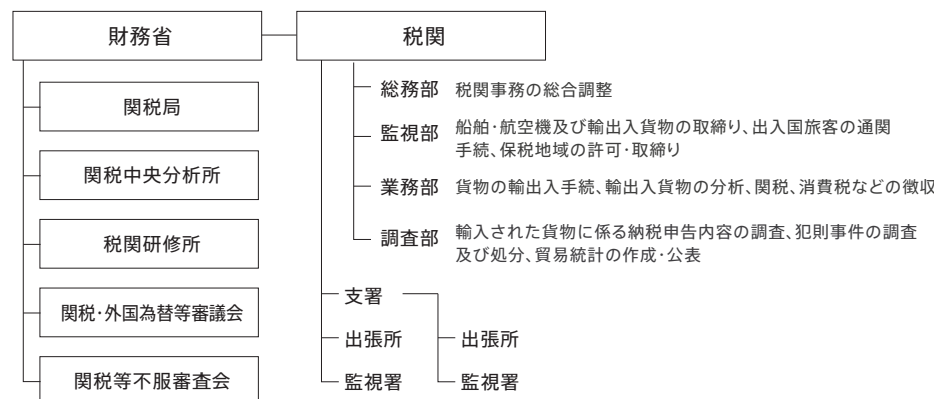 財務省
税関
関税局
関税中央分析所
税関研修所
関税･外国為替等審議会
関税等不服審査会
総務部 税関事務の総合調整
監視部 船舶･航空機及び輸出入貨物の取締り、出入国旅客の通関
手続、保税地域の許可･取締り
業務部 貨物の輸出入手続、輸出入貨物の分析、関税、消費税などの徴収
調査部 輸入された貨物に係る納税申告内容の調査、犯則事件の調査
及び処分、貿易統計の作成･公表
支署
出張所
監視署
出張所
監視署